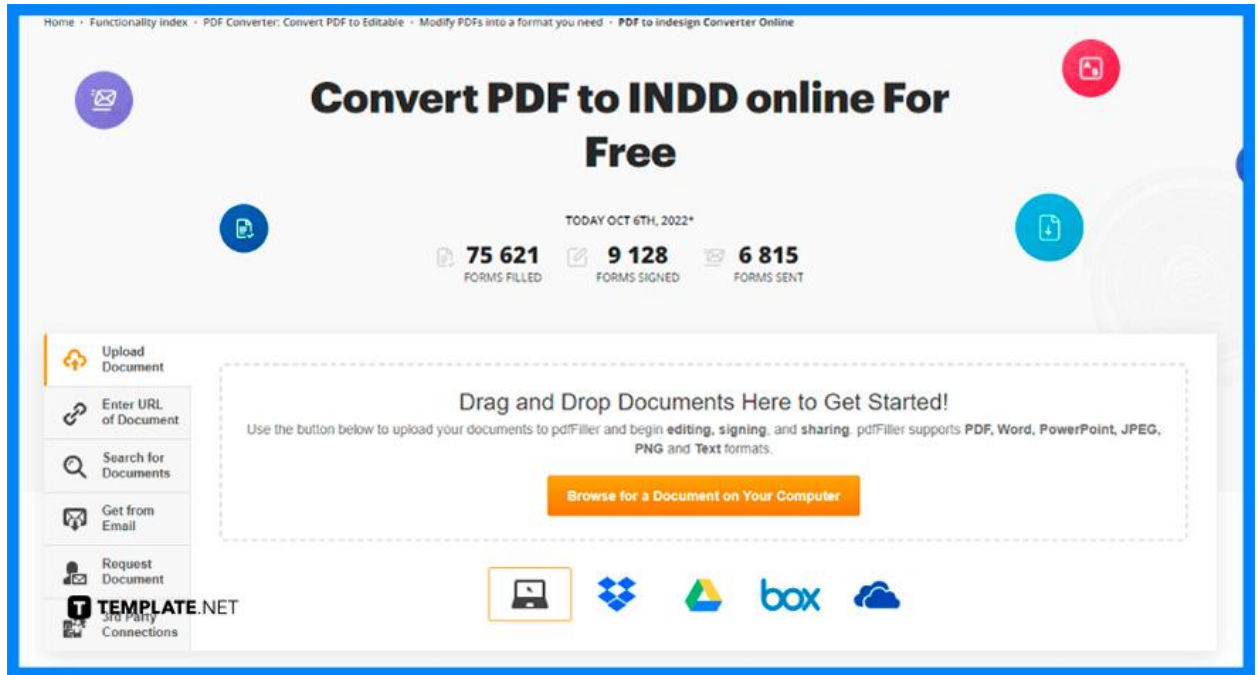 Home • Functionality index • PDF Converter: Convert PDF to Editable • Modify PDFs into a format you need • PDF to indesign Converter Online
Convert PDF to INDD online For
Free
TODAY OCT 6TH, 2022*
75 621
FORMS FILLED
9 128
FORMS SIGNED
6 815
FORMS SENT
Upload
Document
Enter URL
of Document
Search for
Documents
Get from
Email
Request
Document
3rd Party
Connections
Drag and Drop Documents Here to Get Started!
Use the button below to upload your documents to pdfFiller and begin editing, signing, and sharing. pdfFiller supports PDF, Word, PowerPoint, JPEG,
PNG and Text formats.
Browse for a Document on Your Computer
box
T TEMPLATE.NET